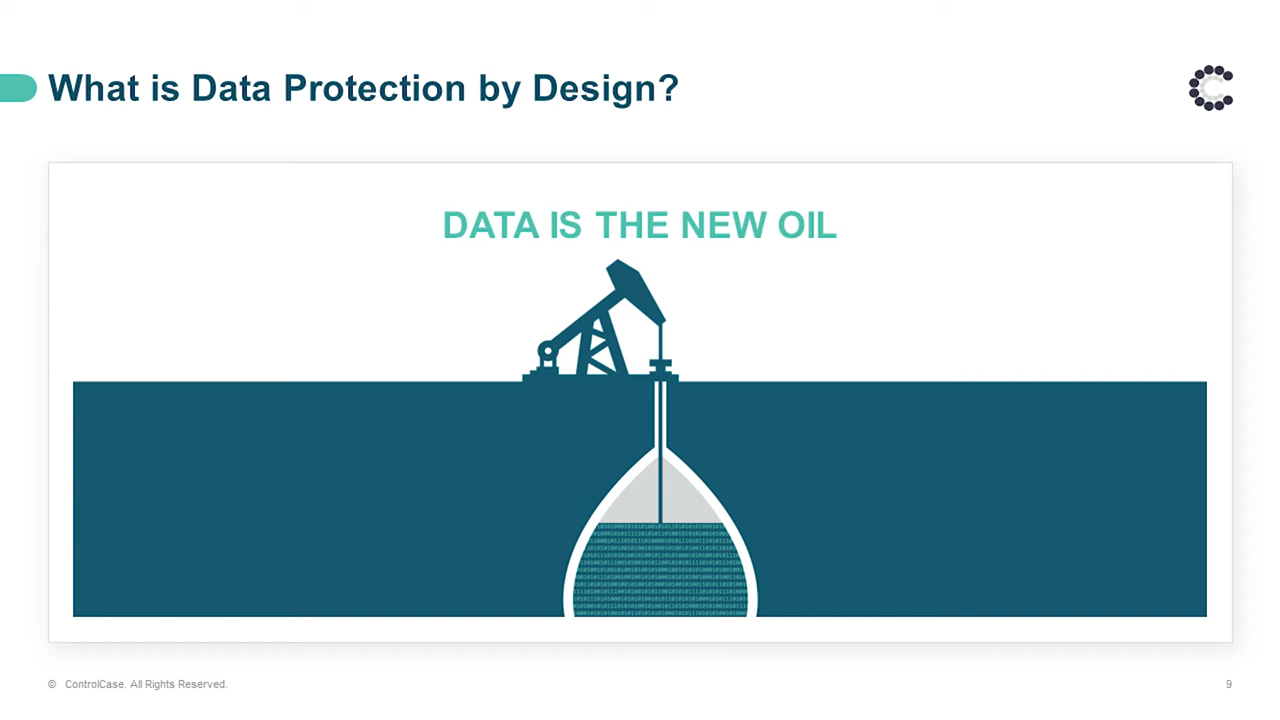 What is Data Protection by Design?
DATA IS THE NEW OIL
© ControlCase. All Rights Reserved.
9